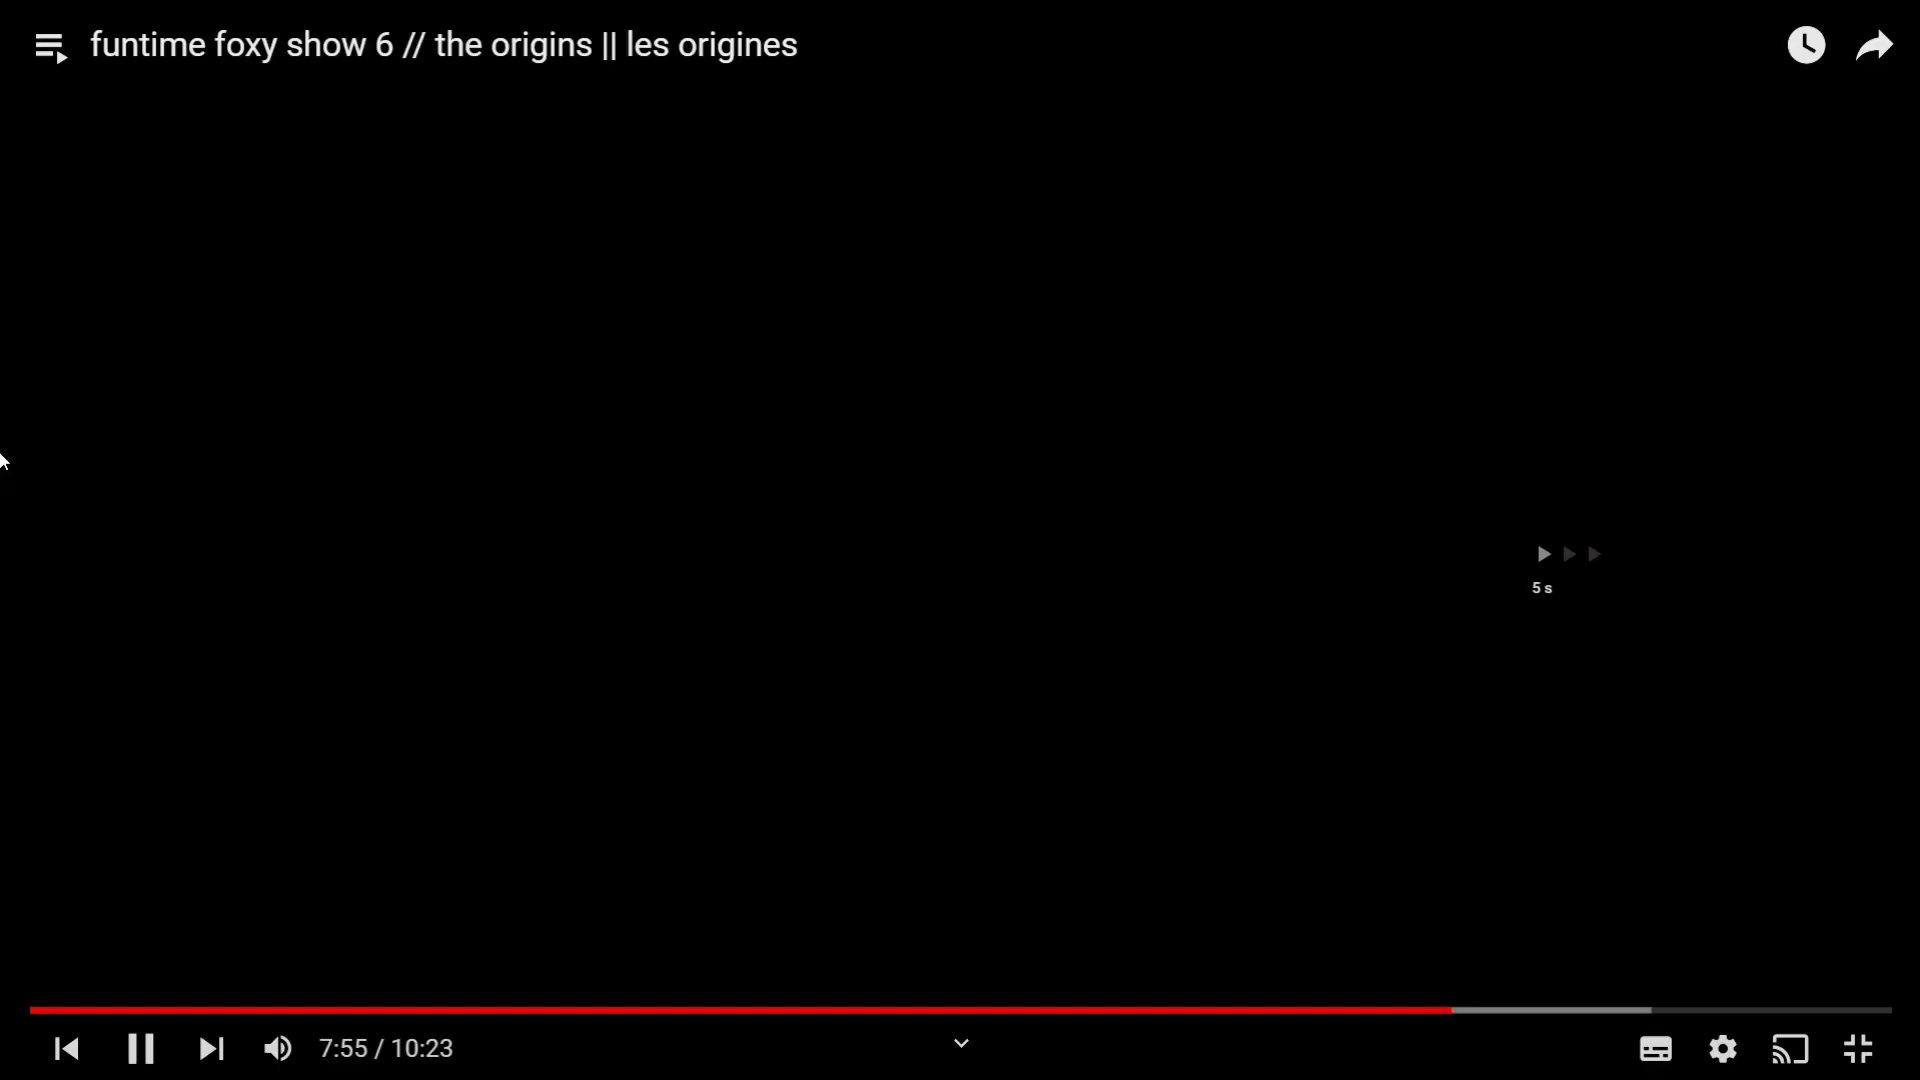 funtime foxy show 6 // the origins || les origines
5 s
7:55 / 10:23